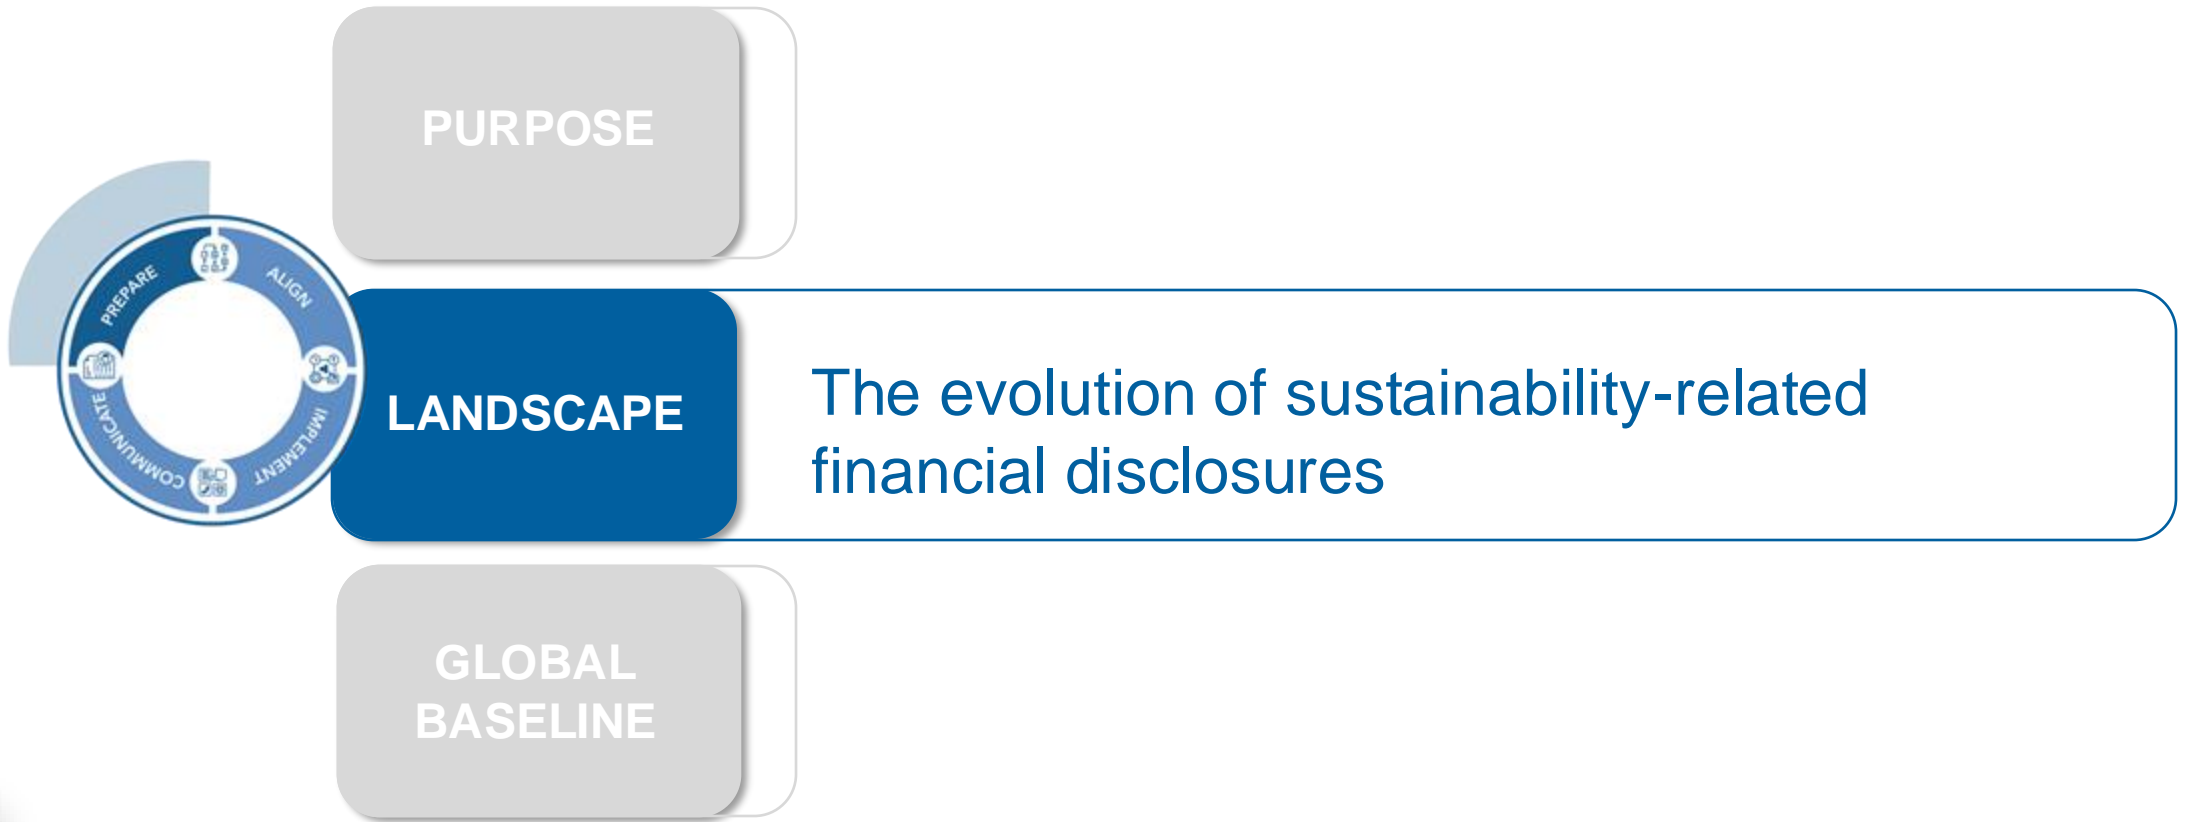 PURPOSE
PREPARE
ALIGN
IMPLEMENT
COMMUNICATE
LANDSCAPE
The evolution of sustainability-related
financial disclosures
GLOBAL
BASELINE